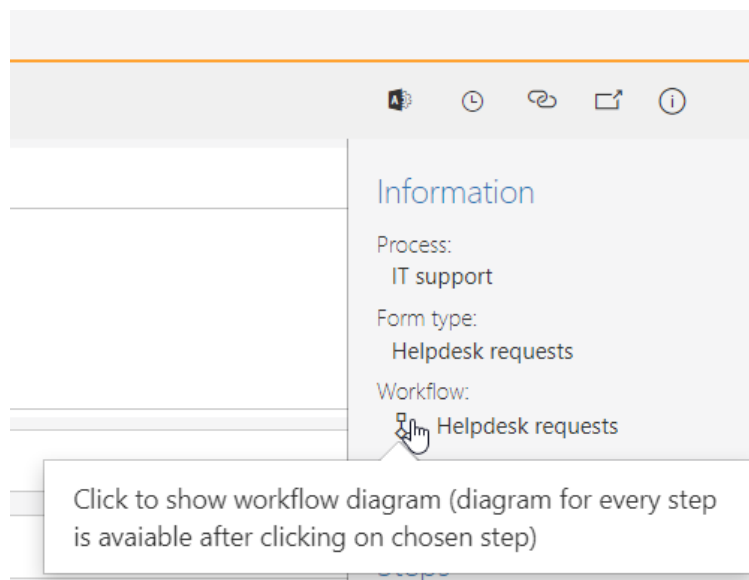 Information
Process:
IT support
Form type:
Helpdesk requests
Workflow:
Helpdesk requests
Click to show workflow diagram (diagram for every step
is avaiable after clicking on chosen step)
Steps